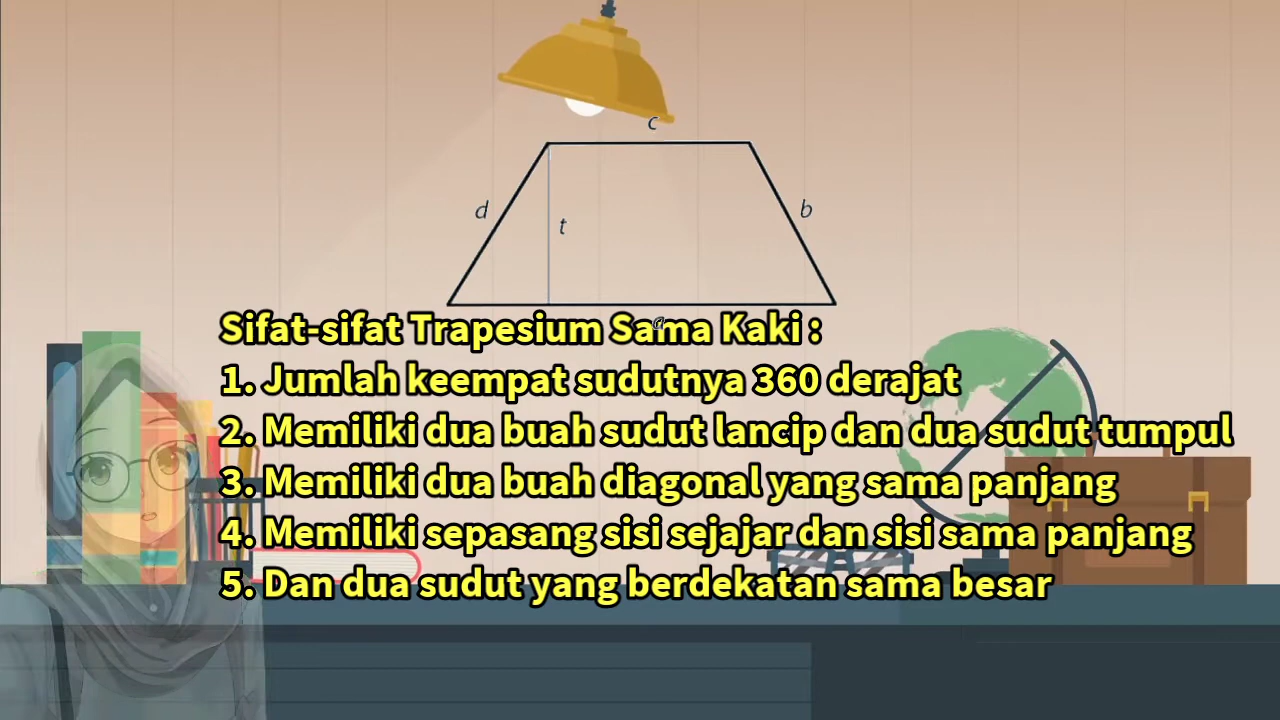 c
d
t
b
a
Sifat-sifat Trapesium Sama Kaki :
1. Jumlah keempat sudutnya 360 derajat
2. Memiliki dua buah sudut lancip dan dua sudut tumpul
3. Memiliki dua buah diagonal yang sama panjang
4. Memiliki sepasang sisi sejajar dan sisi sama panjang
5. Dan dua sudut yang berdekatan sama besar